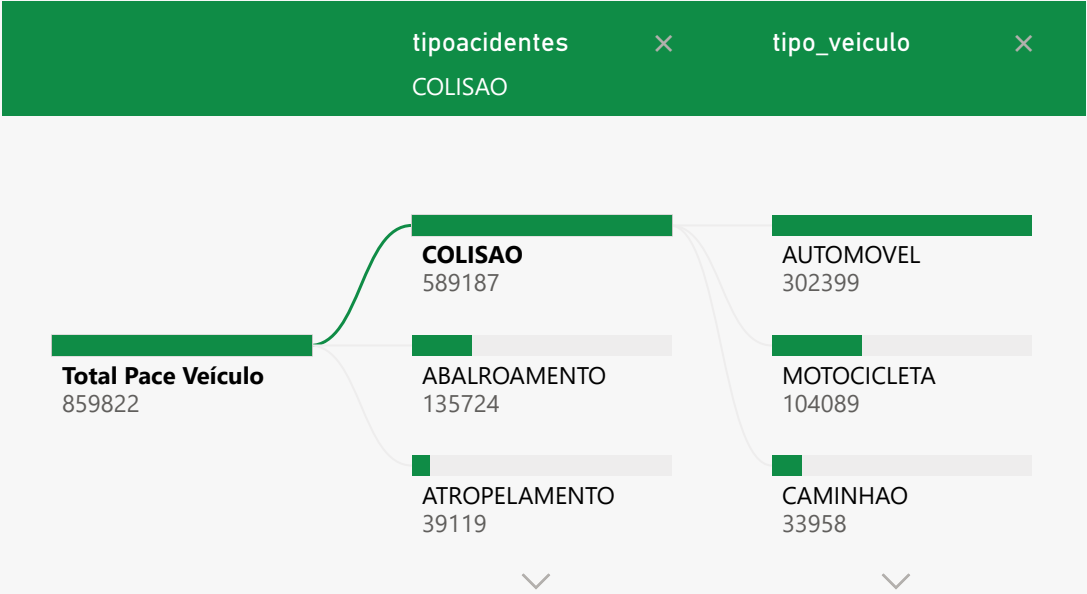 tipoacidentes
COLISAO
tipo_veiculo
Total Pace Veículo
859822
COLISAO
589187
ABALROAMENTO
135724
ATROPELAMENTO
39119
AUTOMOVEL
302399
MOTOCICLETA
104089
CAMINHAO
33958